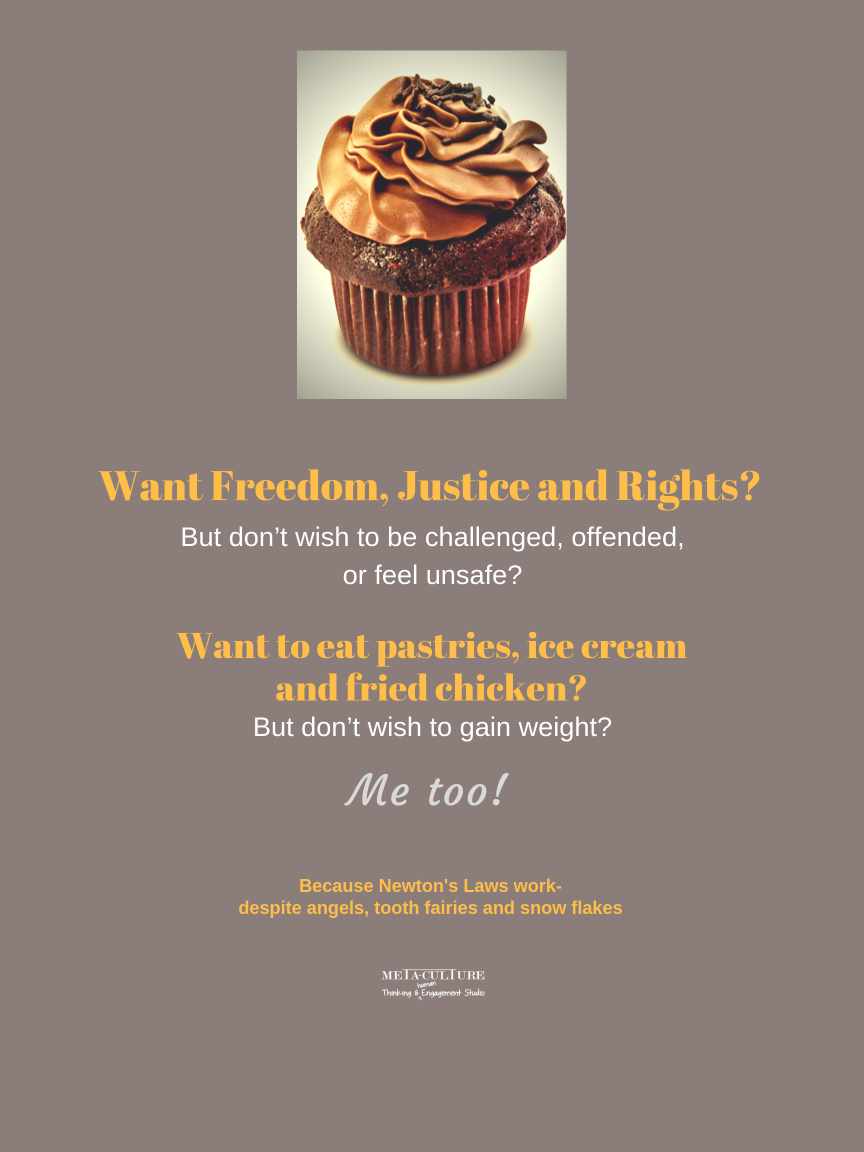 Want Freedom, Justice and Rights?
But don’t wish to be challenged, offended,
or feel unsafe?
Want to eat pastries, ice cream
and fried chicken?
But don’t wish to gain weight?
Me too!
Because Newton's Laws work-
despite angels, tooth fairies and snow flakes
META-CULTURE
human
Thinking & Engagement Studio